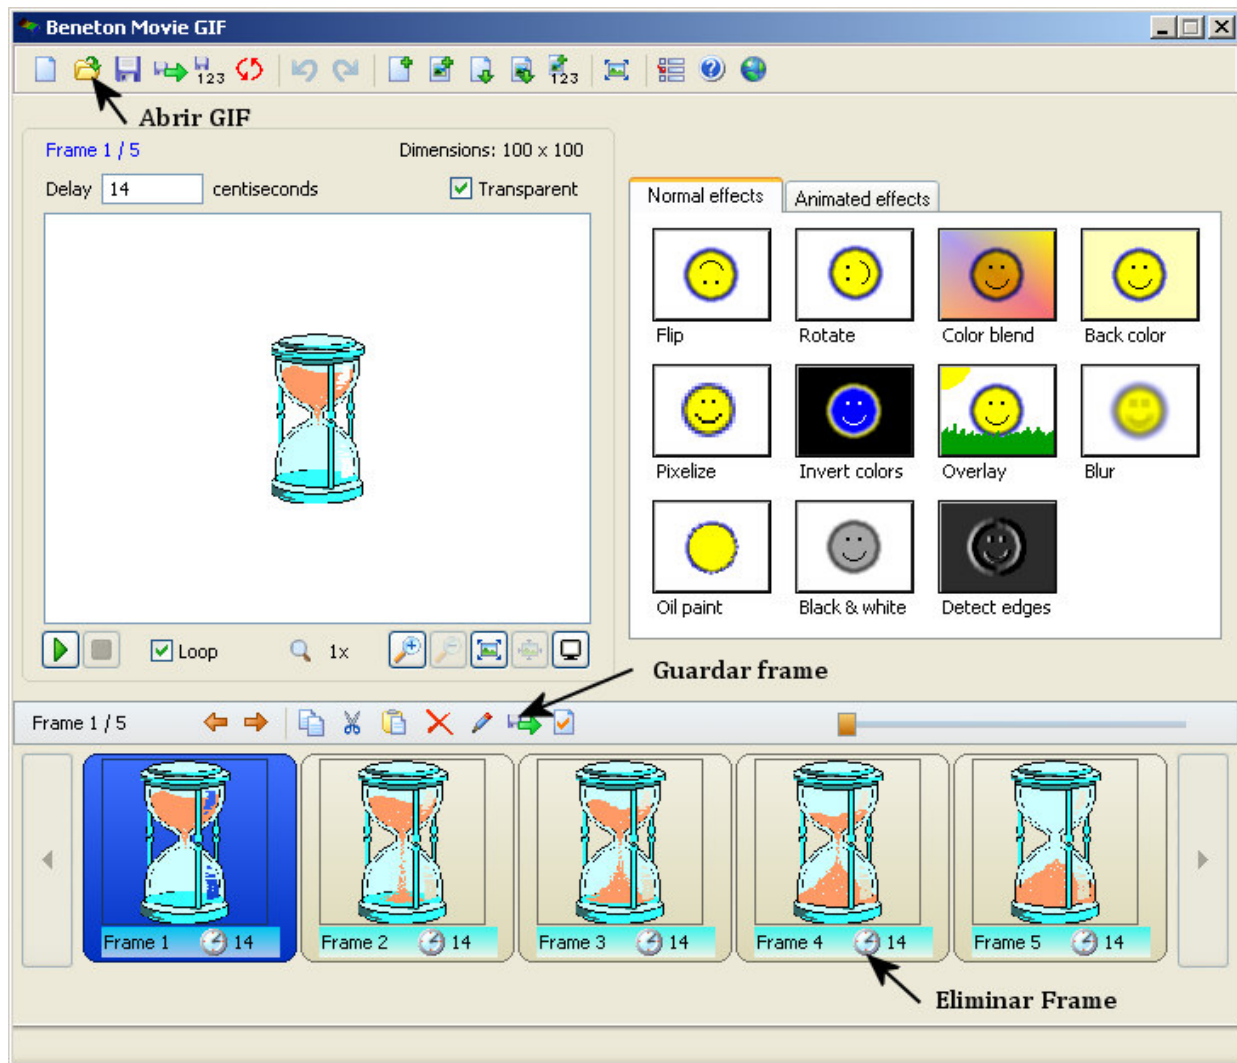 Beneton Movie GIF
123
123
Abrir GIF
Frame 1 / 5
Dimensions: 100 x 100
Delay 14 centiseconds
Transparent
Normal effects
Animated effects
Flip
Rotate
Color blend
Back color
Pixelize
Invert colors
Overlay
Blur
Oil paint
Black & white
Detect edges
Loop
1x
Guardar frame
Frame 1 / 5
Frame 1 14
Frame 2 14
Frame 3 14
Frame 4 14
Frame 5 14
Eliminar Frame